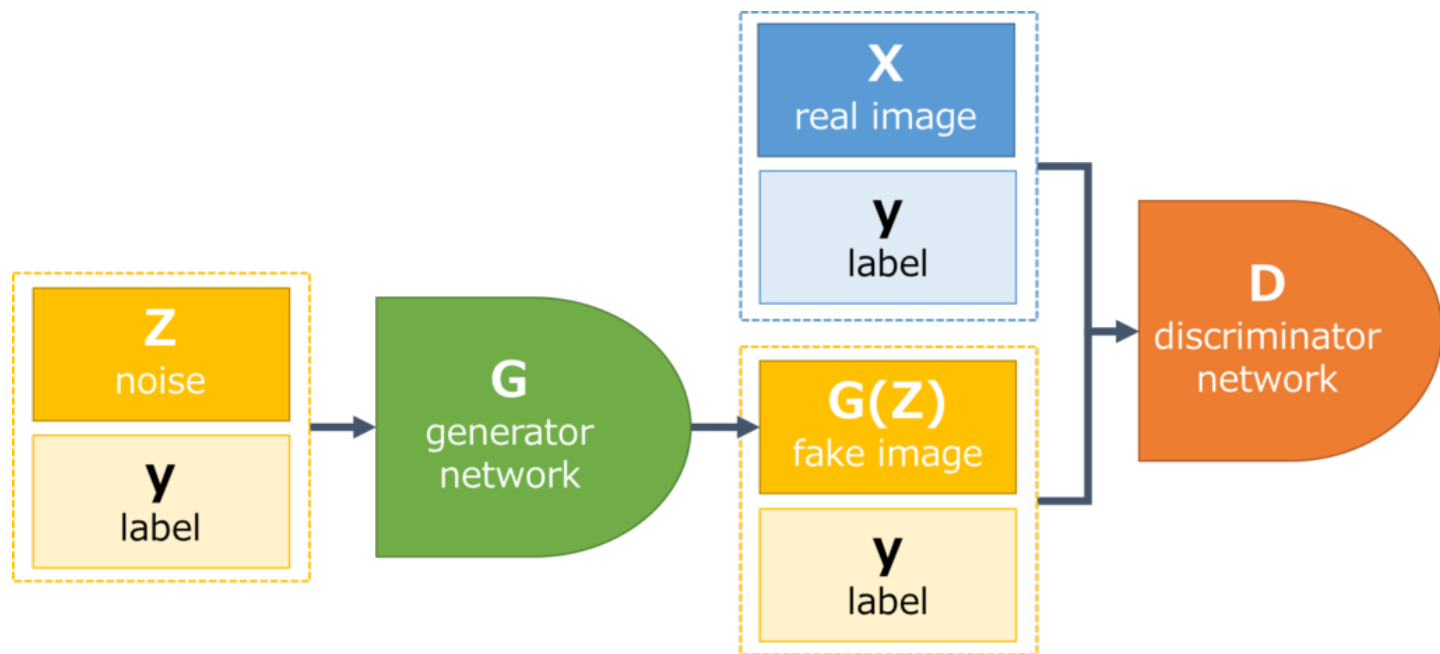 Z
noise
y
label
G
generator
network
X
real image
y
label
G(Z)
fake image
y
label
D
discriminator
network